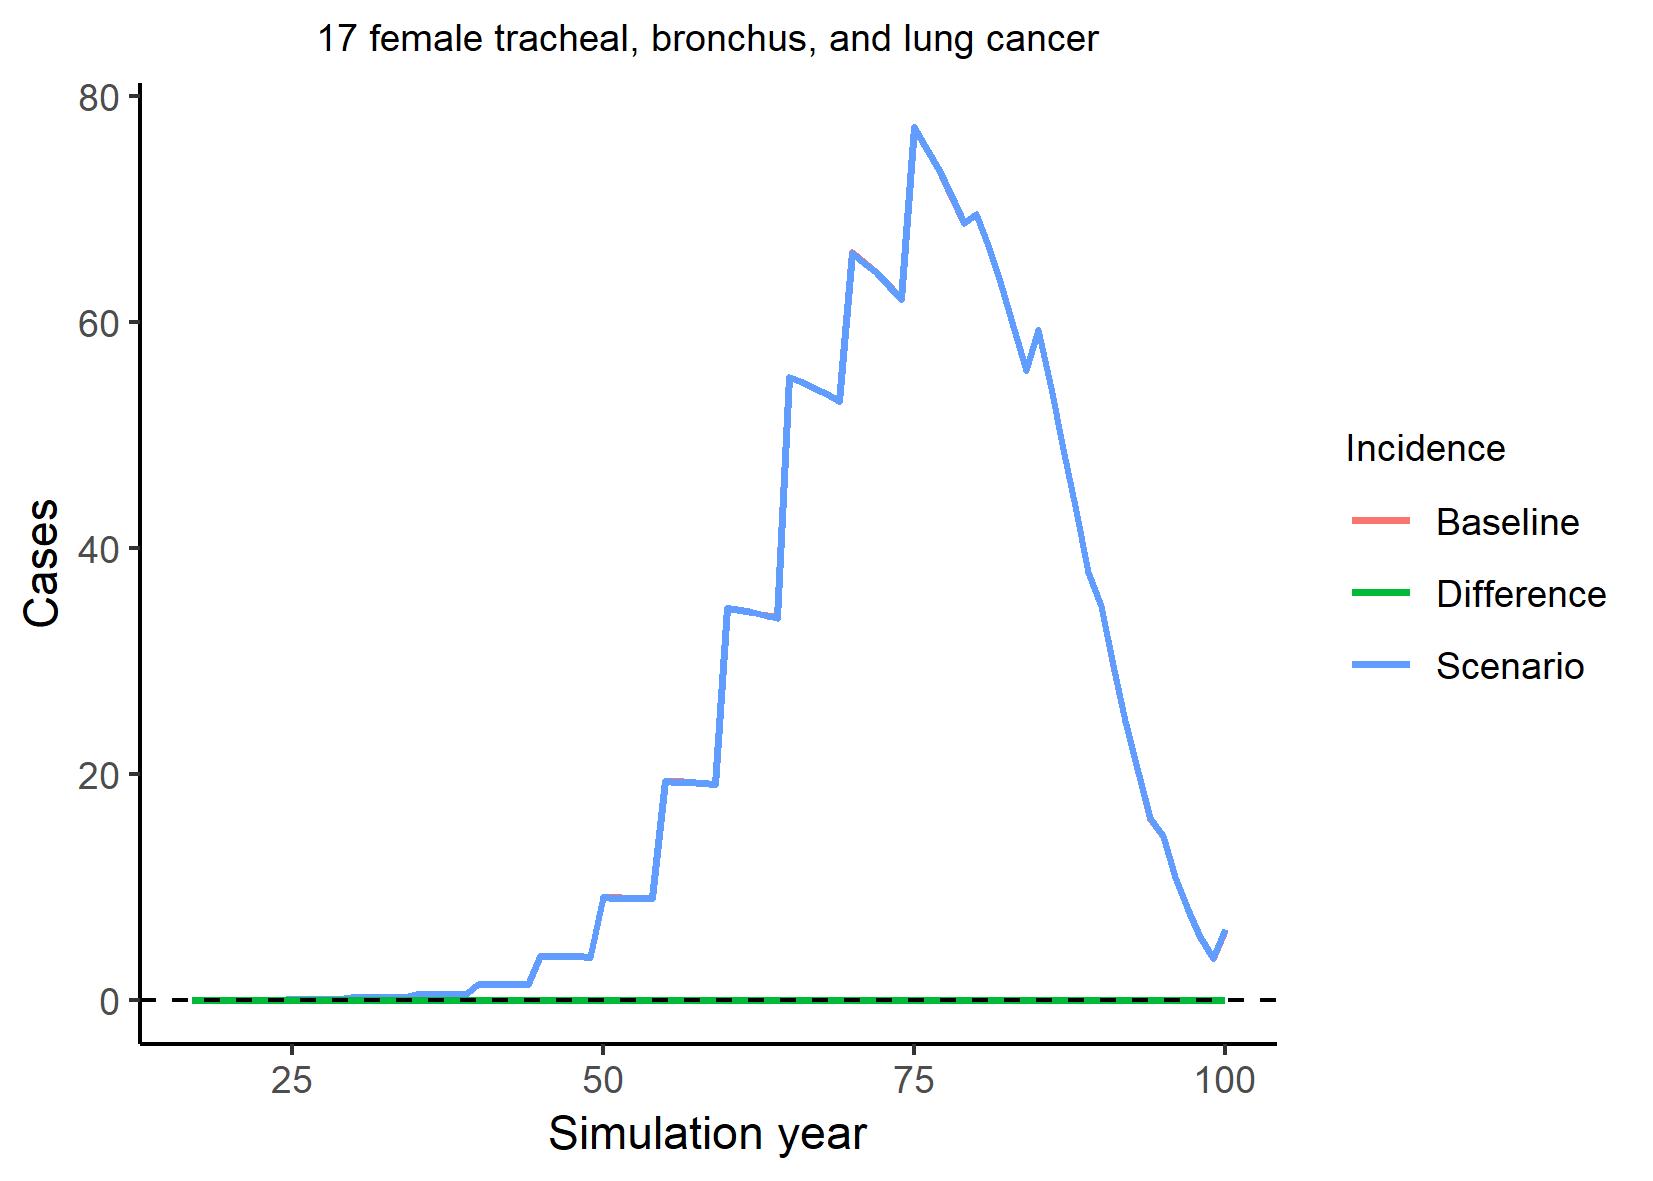 17 female tracheal, bronchus, and lung cancer
80
60
40
20
0
Cases
25 50 75 100
Simulation year
Incidence
Baseline
Difference
Scenario